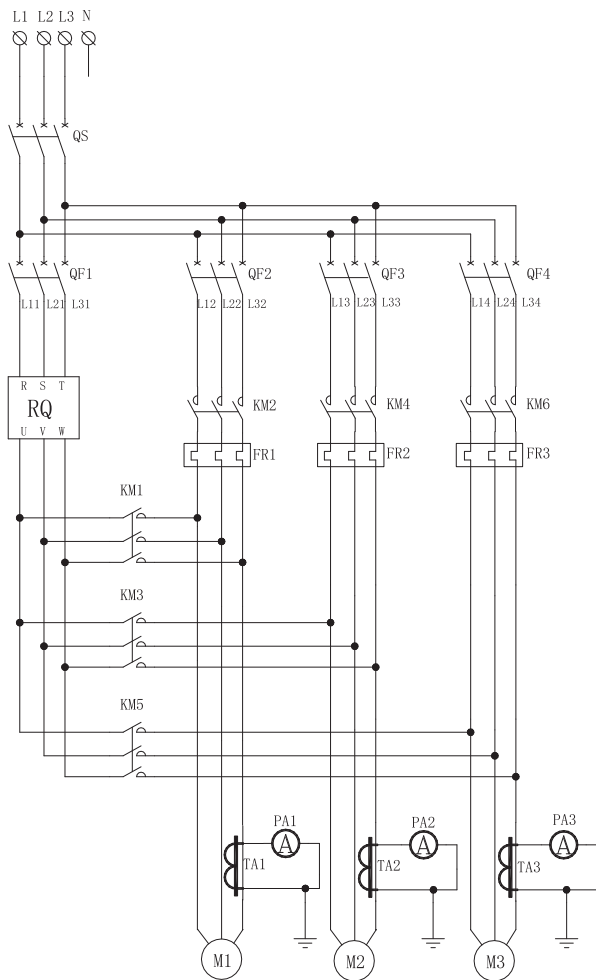 L1 L2 L3 N
QS
QF1 QF2 QF3 QF4
L11 L21 L31 L12 L22 L32 L13 L23 L33 L14 L24 L34
R S T
RQ
U V W
KM2 KM4 KM6
FR1 FR2 FR3
KM1
KM3
KM5
PA1 PA2 PA3
A A A
TA1 TA2 TA3
M1 M2 M3